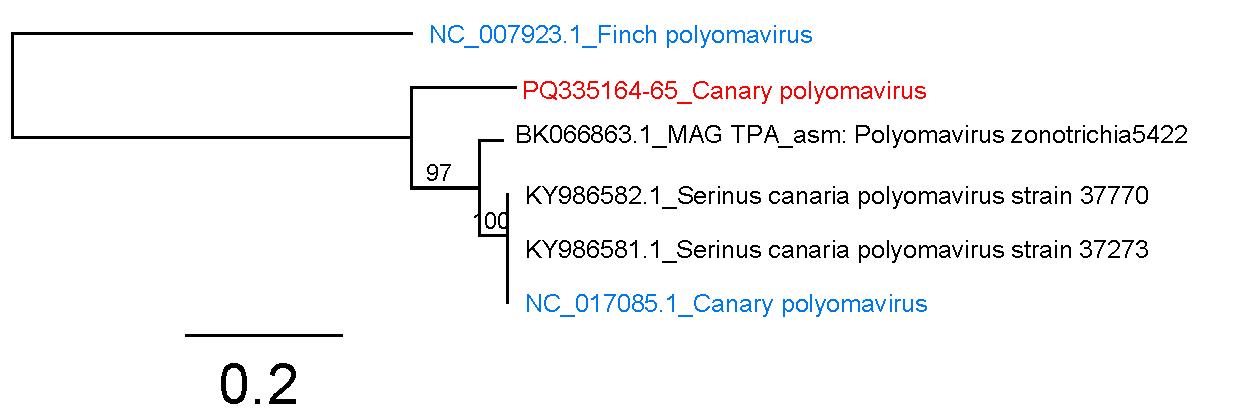 NC_007923.1_Finch polyomavirus
PQ335164-65_Canary polyomavirus
BK066863.1_MAG TPA_asm: Polyomavirus zonotrichia5422
97
KY986582.1_Serinus canaria polyomavirus strain 37770
100
KY986581.1_Serinus canaria polyomavirus strain 37273
NC_017085.1_Canary polyomavirus
0.2